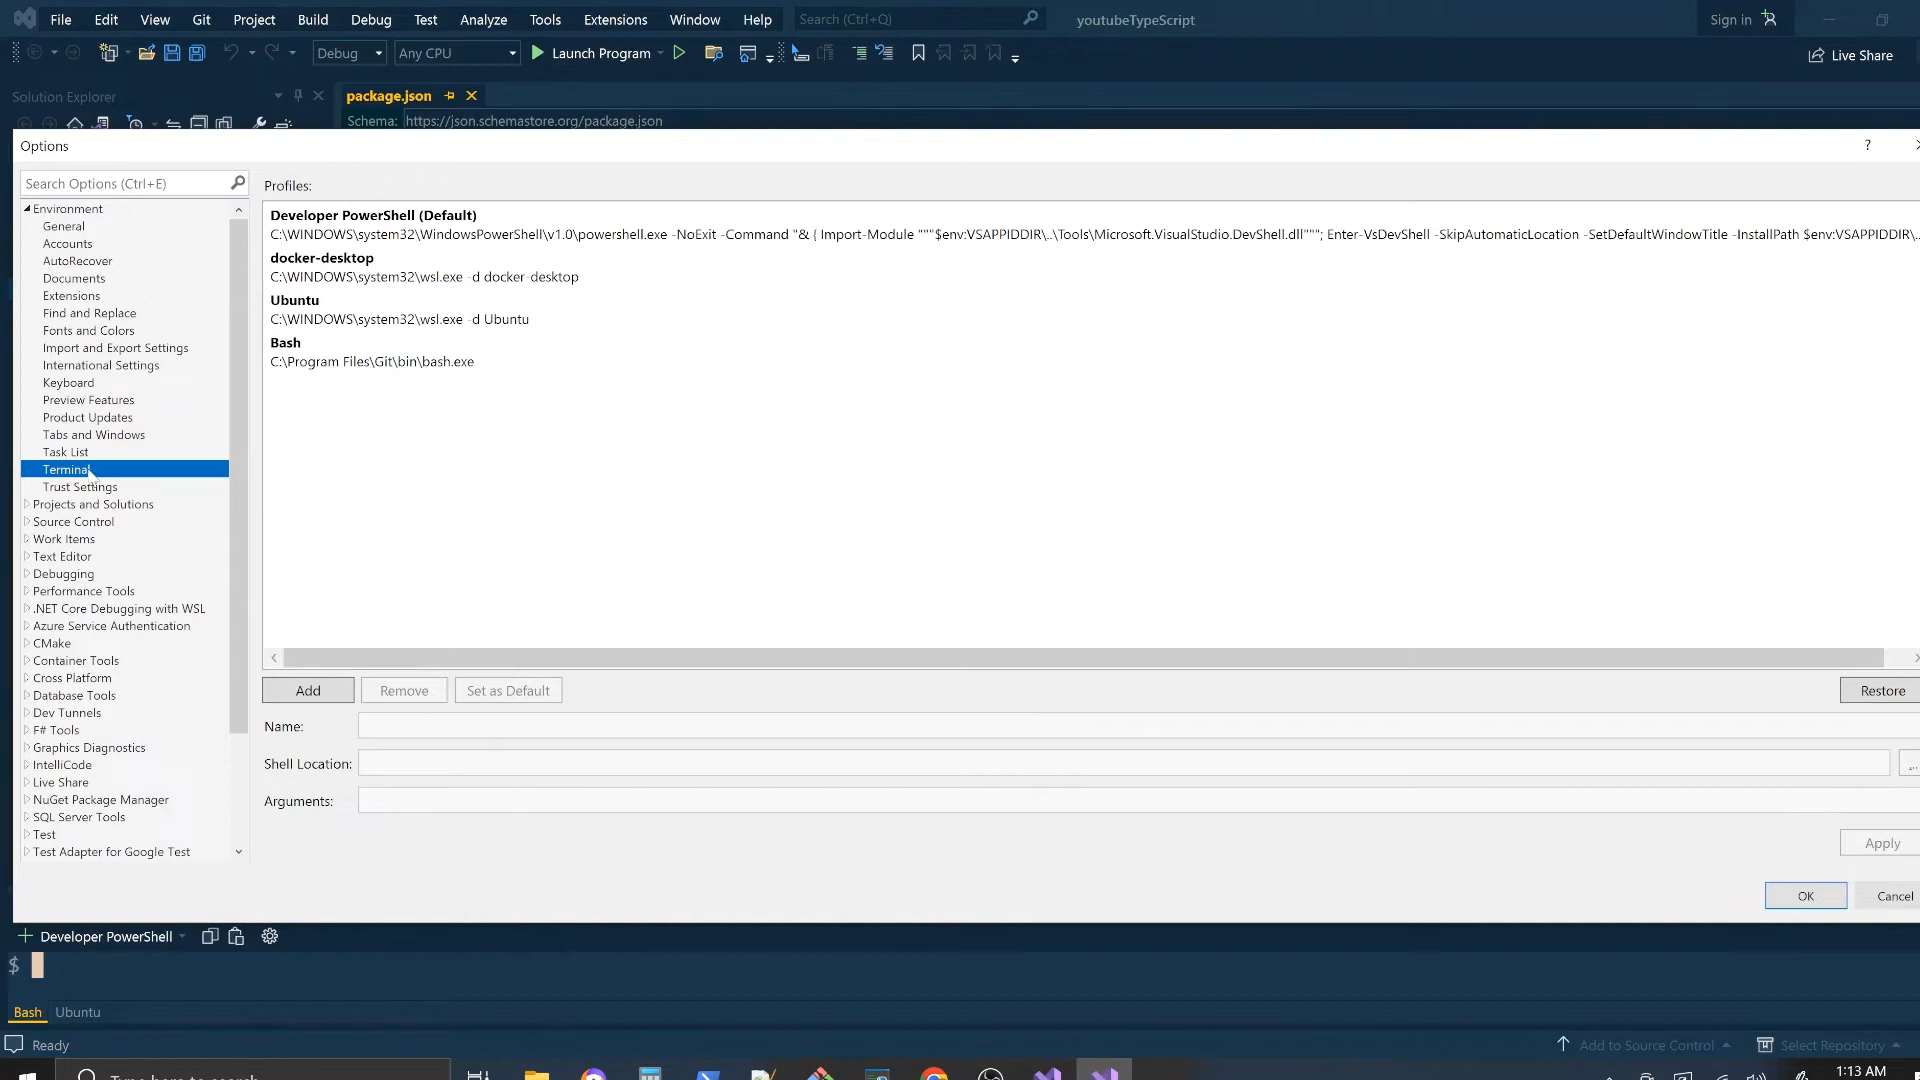 File Edit View Git Project Build Debug Test Analyze Tools Extensions Window Help Search (Ctrl+Q) youtubeTypeScript Sign in
Debug Any CPU Launch Program Live Share
Solution Explorer package.json
Schema: https://json.schemastore.org/package.json
Options ?
Search Options (Ctrl+E)
Environment
General
Accounts
AutoRecover
Documents
Extensions
Find and Replace
Fonts and Colors
Import and Export Settings
International Settings
Keyboard
Preview Features
Product Updates
Tabs and Windows
Task List
Terminal
Trust Settings
Projects and Solutions
Source Control
Work Items
Text Editor
Debugging
Performance Tools
.NET Core Debugging with WSL
Azure Service Authentication
CMake
Container Tools
Cross Platform
Database Tools
Dev Tunnels
F# Tools
Graphics Diagnostics
IntelliCode
Live Share
NuGet Package Manager
SQL Server Tools
Test
Test Adapter for Google Test
Profiles:
Developer PowerShell (Default)
C:\WINDOWS\system32\WindowsPowerShell\v1.0\powershell.exe -NoExit -Command "& { Import-Module """$env:VSAPPIDDIR\..\Tools\Microsoft.VisualStudio.DevShell.dll"""; Enter-VsDevShell -SkipAutomaticLocation -SetDefaultWindowTitle -InstallPath $env:VSAPPIDDIR\..
docker-desktop
C:\WINDOWS\system32\wsl.exe -d docker-desktop
Ubuntu
C:\WINDOWS\system32\wsl.exe -d Ubuntu
Bash
C:\Program Files\Git\bin\bash.exe
Add Remove Set as Default Restore
Name:
Shell Location: ...
Arguments:
Apply
OK Cancel
Developer PowerShell
$
Bash Ubuntu
Ready Add to Source Control Select Repository
Type here to search 1:13 AM